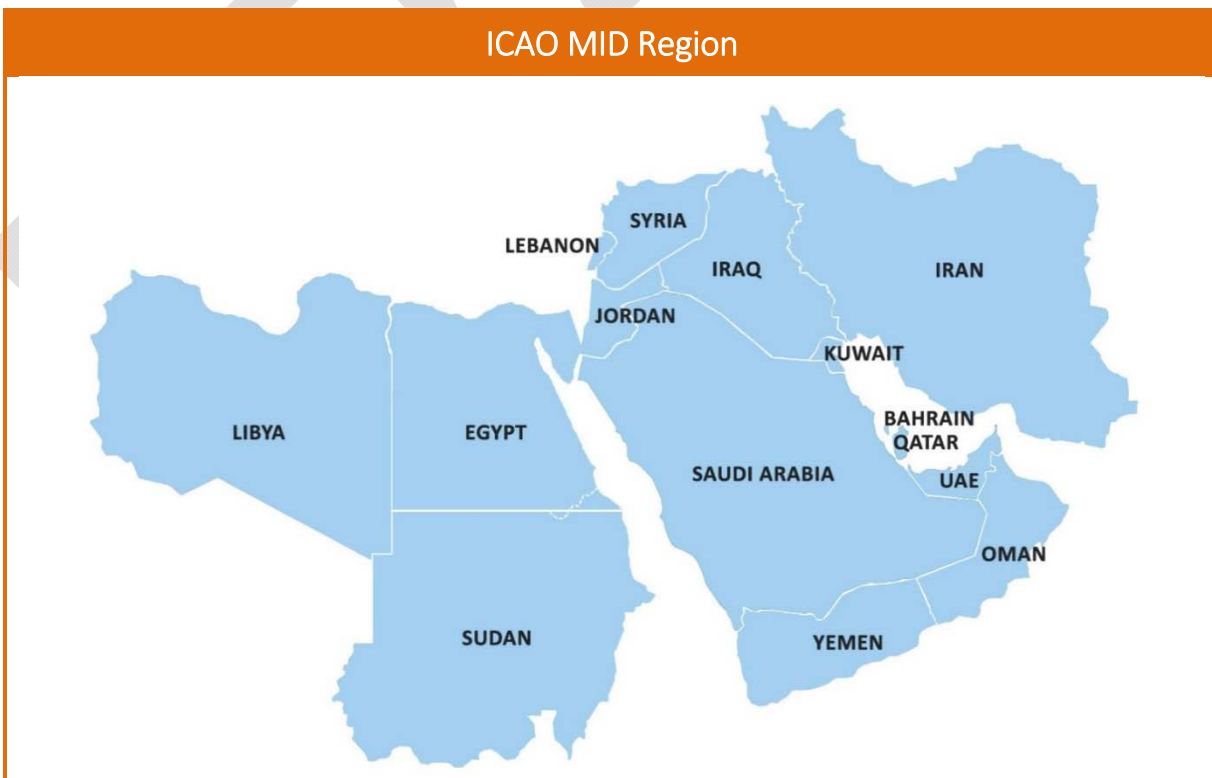 ICAO MID Region
SYRIA
LEBANON
IRAQ
IRAN
JORDAN
KUWAIT
BAHRAIN
QATAR
LIBYA
EGYPT
SAUDI ARABIA
UAE
OMAN
SUDAN
YEMEN